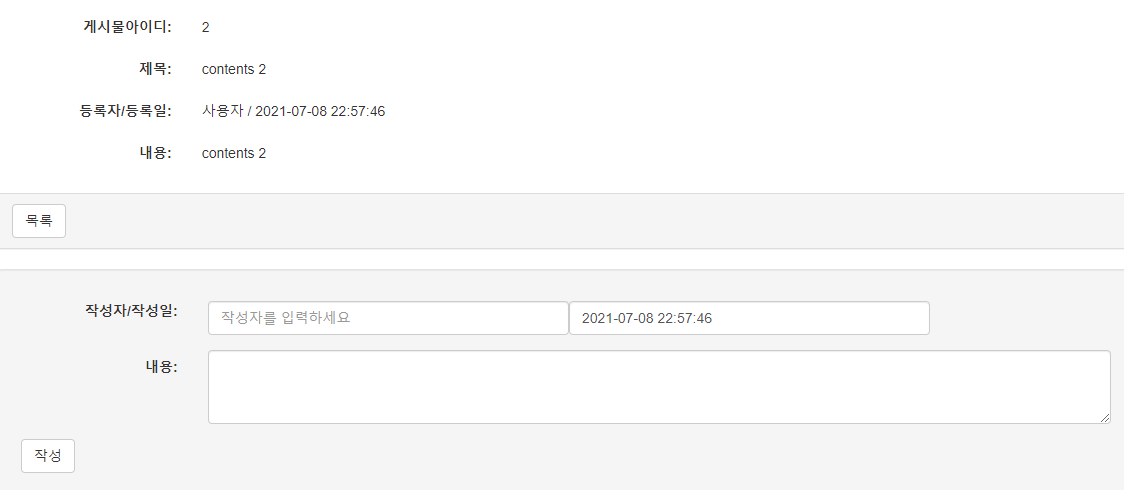 게시물아이디: 2
제목: contents 2
등록자/등록일: 사용자 / 2021-07-08 22:57:46
내용: contents 2
목록
작성자/작성일: 작성자를 입력하세요 2021-07-08 22:57:46
내용:
작성